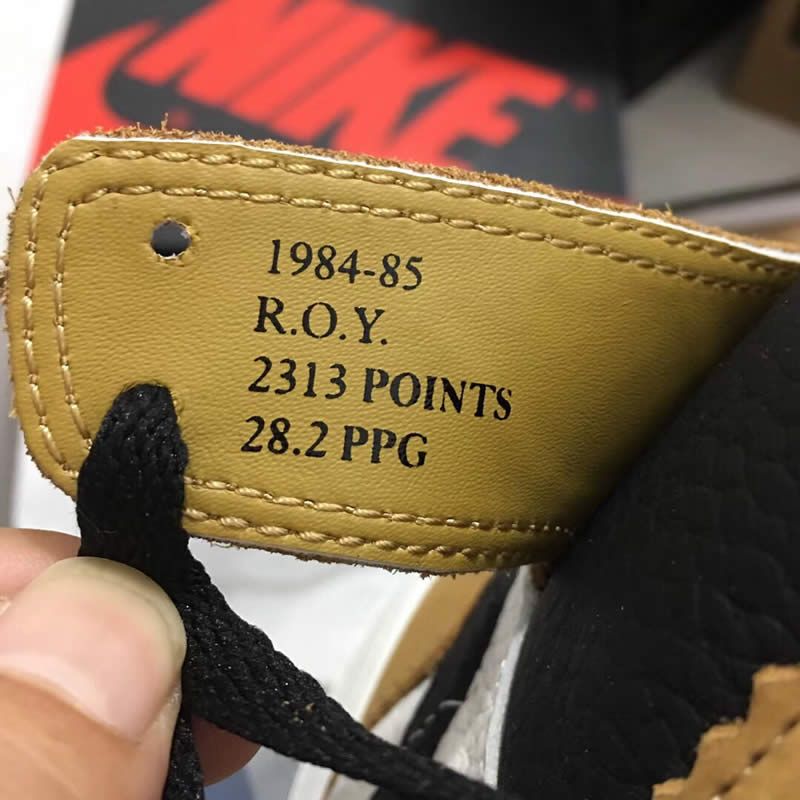 NIKE
1984-85
R.O.Y.
2313 POINTS
28.2 PPG